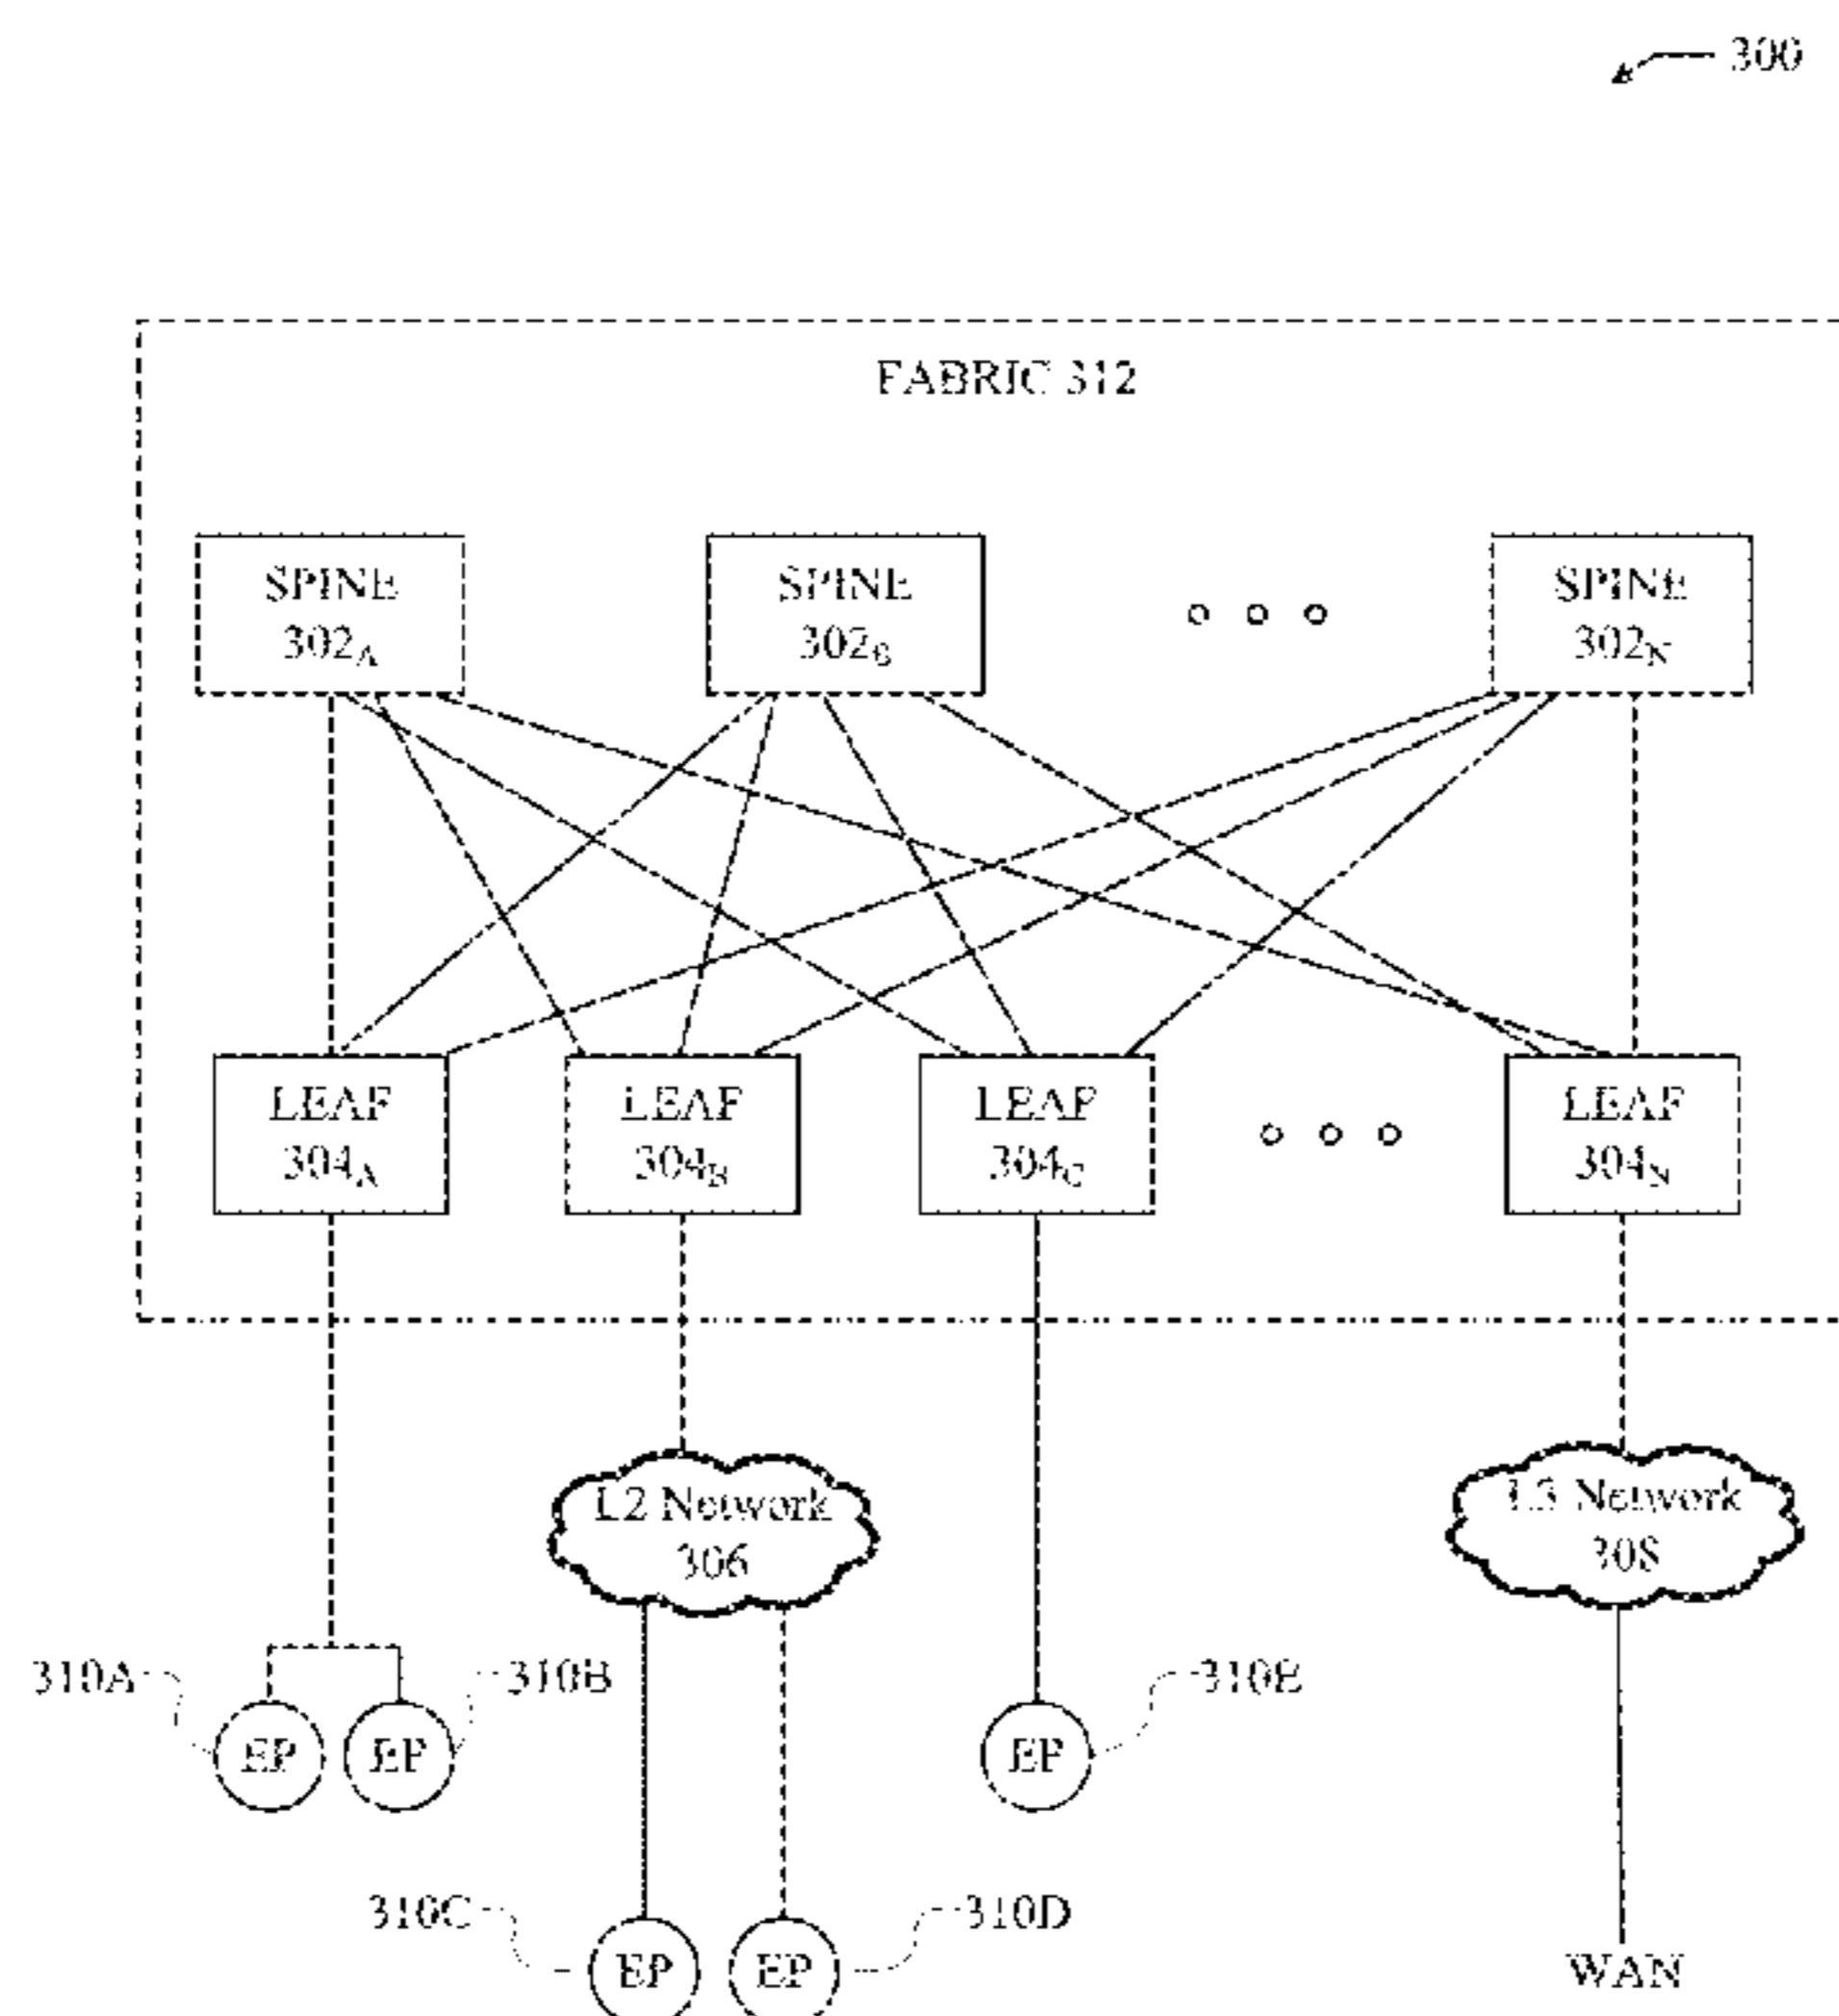 300
FABRIC 312
SPINE
302A
SPINE
302B
SPINE
302N
LEAF
304A
LEAF
304B
LEAF
304C
LEAF
304N
L2 Network
306
L3 Network
308
310A
310B
310E
EP
EP
EP
310C
310D
EP
EP
WAN